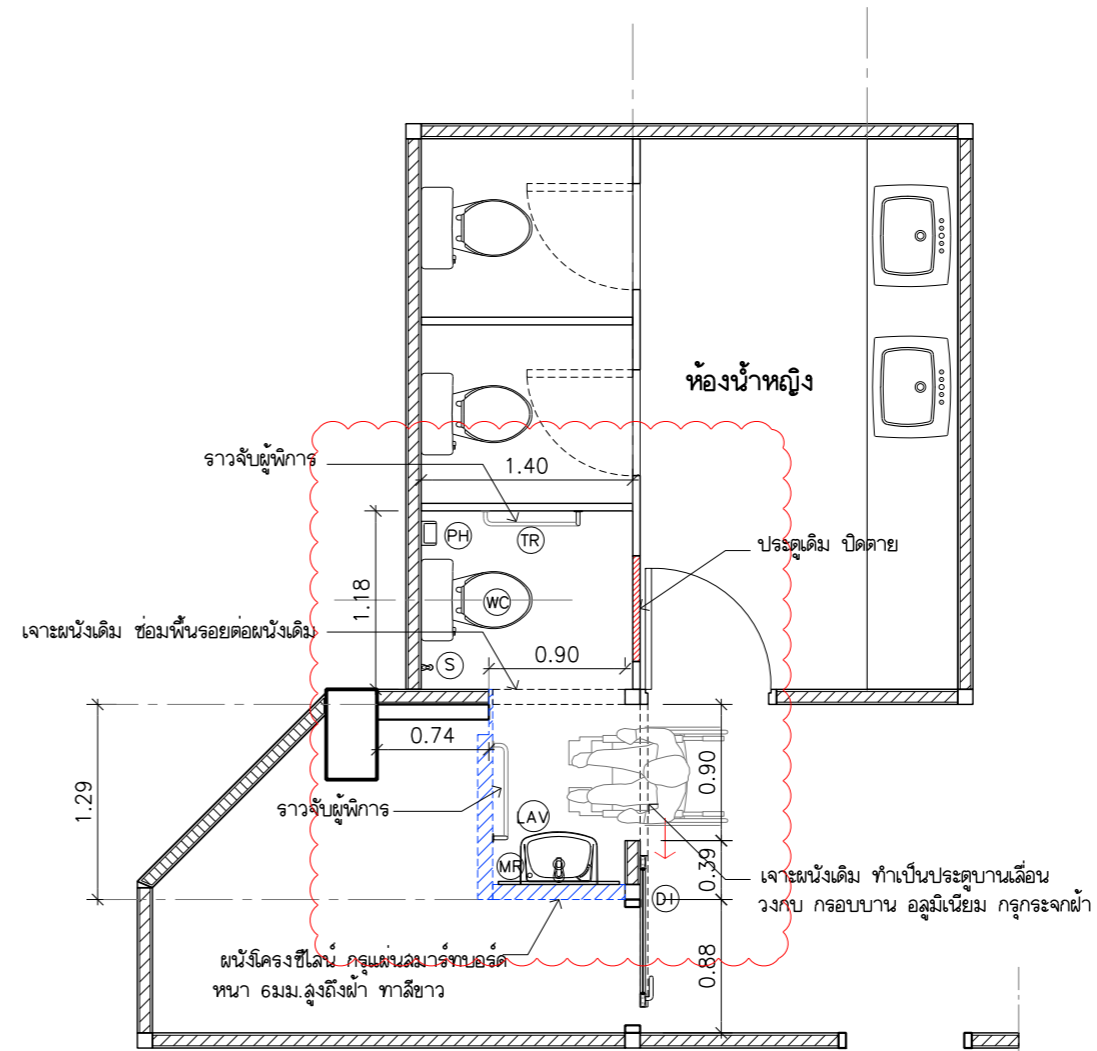 ห้องน้ำหญิง
ราวจับผู้พิการ
1.40
PH
TR
ประตูเดิม ปิดตาย
1.18
WC
เจาะผนังเดิม ซ่อมพื้นรอยต่อผนังเดิม
S
0.90
0.74
1.29
0.90
ราวจับผู้พิการ
LAV
MR
0.39
เจาะผนังเดิม ทำเป็นประตูบานเลื่อน
วงกบ กรอบบาน อลูมิเนียม กรุกระจกฝ้า
D1
ผนังโครงซีไลน์ กรุแผ่นสมาร์ทบอร์ด
หนา 6มม.สูงถึงฝ้า ทาสีขาว
0.88